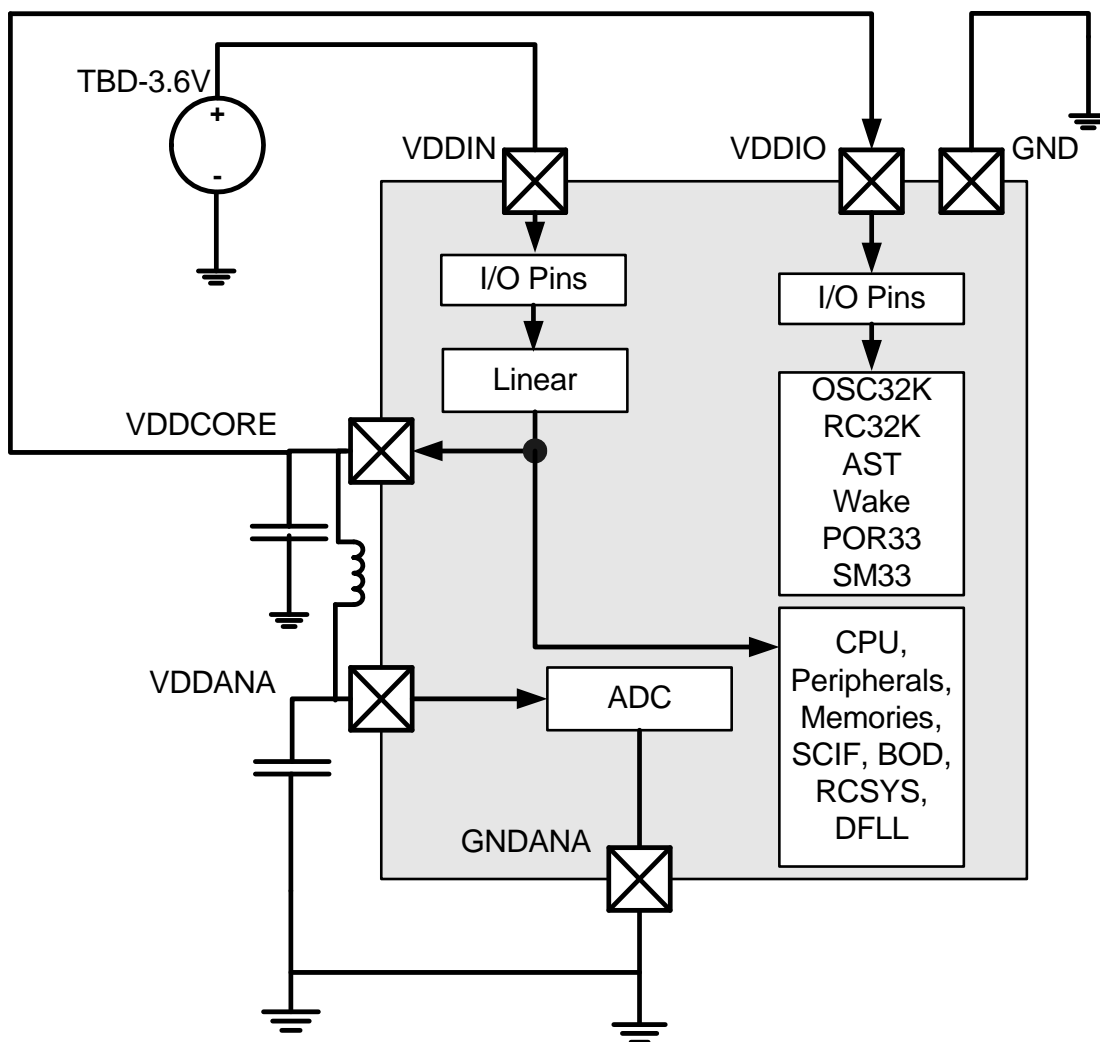 TBD-3.6V
+
-
VDDIN
VDDIO
GND
I/O Pins
I/O Pins
Linear
OSC32K
RC32K
AST
Wake
POR33
SM33
VDDCORE
CPU,
Peripherals,
Memories,
SCIF, BOD,
RCSYS,
DFLL
VDDANA
ADC
GNDANA